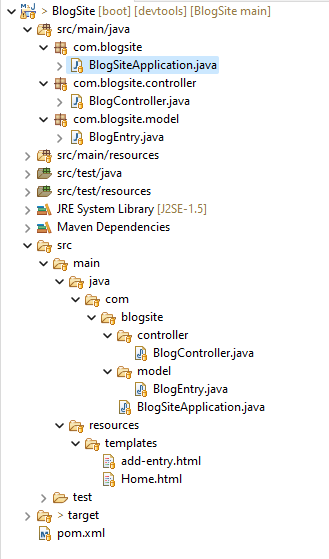 > BlogSite [boot] [devtools] [BlogSite main]
src/main/java
com.blogsite
BlogSiteApplication.java
com.blogsite.controller
BlogController.java
com.blogsite.model
BlogEntry.java
src/main/resources
src/test/java
src/test/resources
JRE System Library [J2SE-1.5]
Maven Dependencies
src
main
java
com
blogsite
controller
BlogController.java
model
BlogEntry.java
BlogSiteApplication.java
resources
templates
add-entry.html
Home.html
test
> target
pom.xml